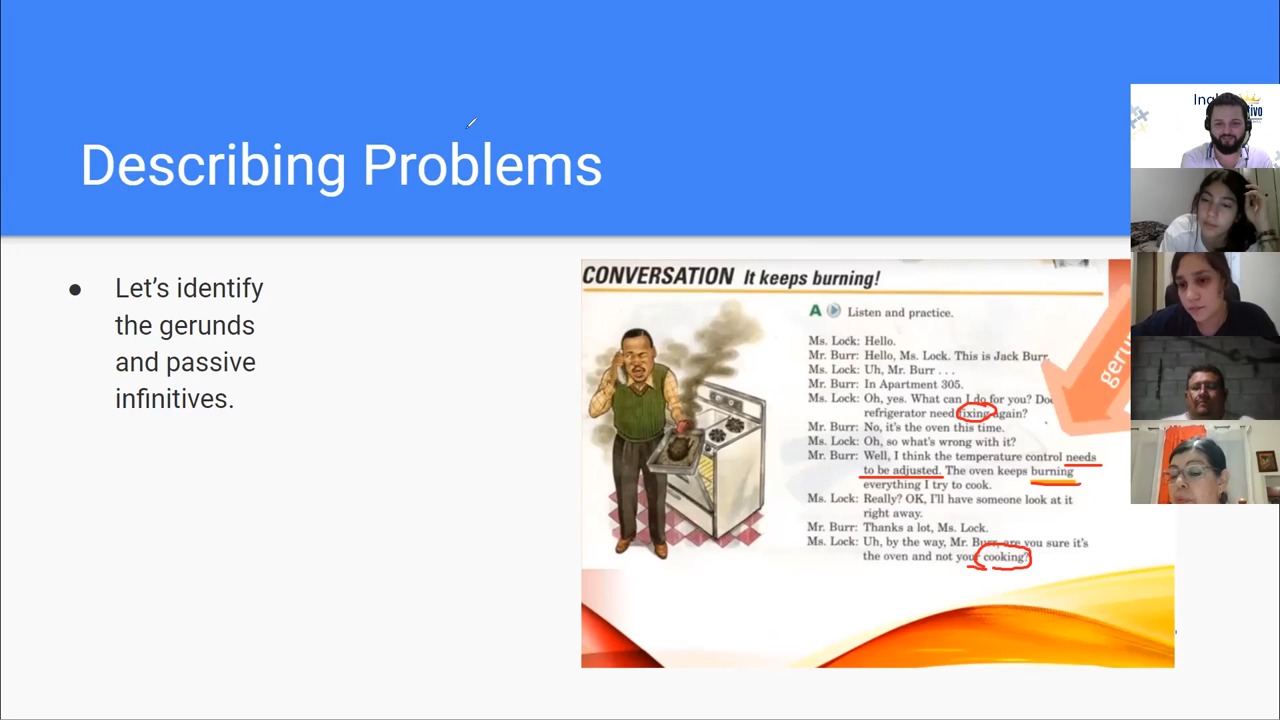 Describing Problems
● Let's identify
the gerunds
and passive
infinitives.
CONVERSATION It keeps burning!
A Listen and practice.
Ms. Lock: Hello.
Mr. Burr: Hello, Ms. Lock. This is Jack Burr.
Ms. Lock: Uh, Mr. Burr . . .
Mr. Burr: In Apartment 305.
Ms. Lock: Oh, yes. What can I do for you?
refrigerator need fixing again?
Mr. Burr: No, it's the oven this time.
Ms. Lock: Oh, so what's wrong with it?
Mr. Burr: Well, I think the temperature control needs
to be adjusted. The oven keeps burning
everything I try to cook.
Ms. Lock: Really? OK, I'll have someone look at it
right away.
Mr. Burr: Thanks a lot, Ms. Lock.
Ms. Lock: Uh, by the way, Mr. Burr, are you sure it's
the oven and not your cooking?